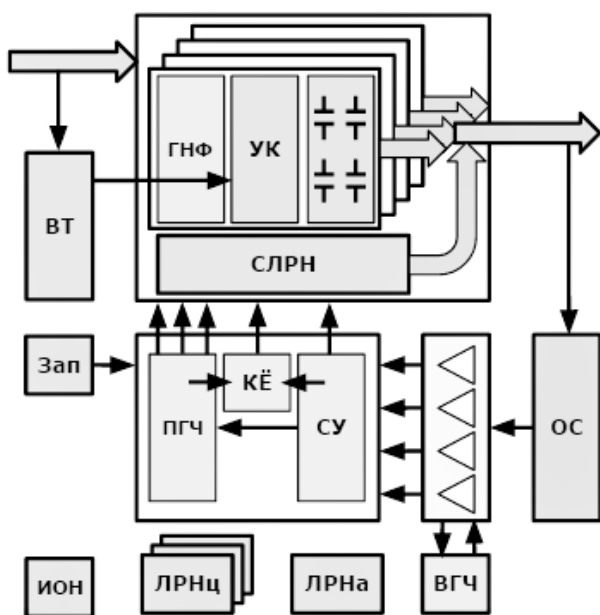 ГНФ
УК
ВТ
СЛРН
Зап
КЁ
ПГЧ
СУ
ОС
ИОН
ЛРНц
ЛРНа
ВГЧ